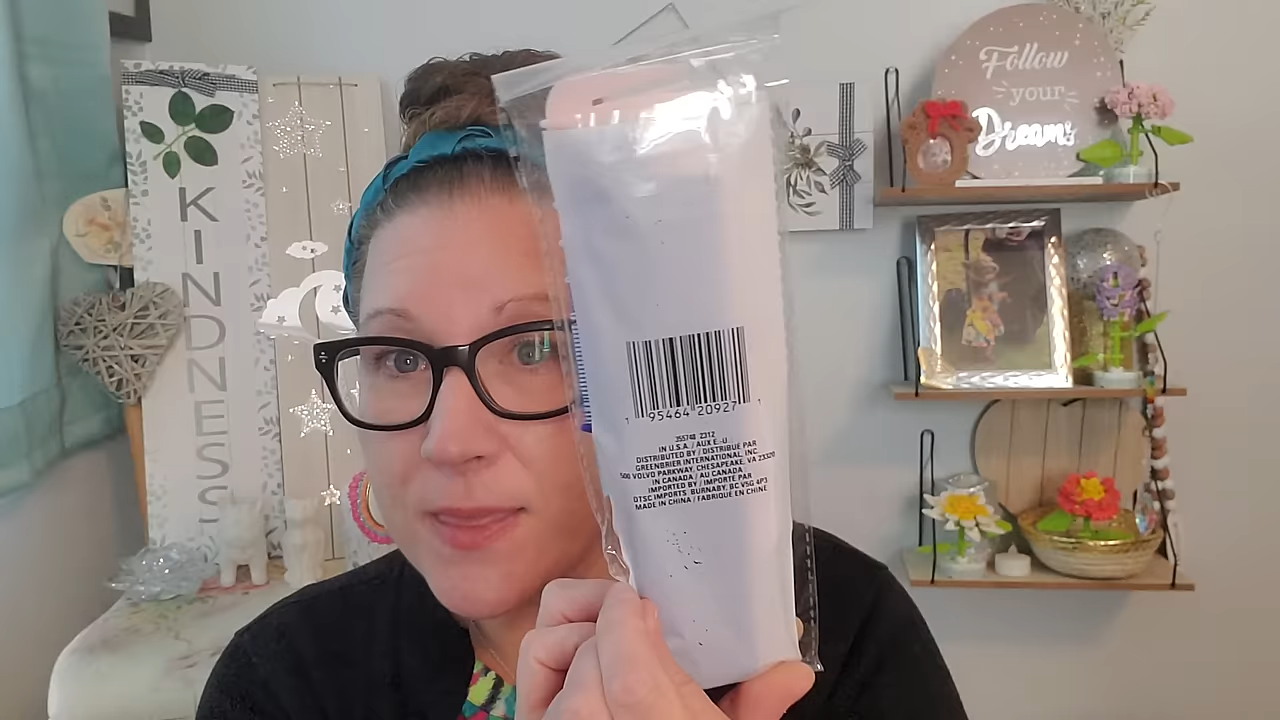 KINDNESS
Follow
your
Dreams
1 95464 20927 1
355748 2312
IN U.S.A. / AUX E.-U.
DISTRIBUTED BY / DISTRIBUÉ PAR
GREENBRIER INTERNATIONAL, INC.
500 VOLVO PARKWAY, CHESAPEAKE, VA 23320
IN CANADA / AU CANADA
IMPORTED BY / IMPORTÉ PAR
DTSC IMPORTS, BURNABY, BC V5G 4P3
MADE IN CHINA / FABRIQUÉ EN CHINE